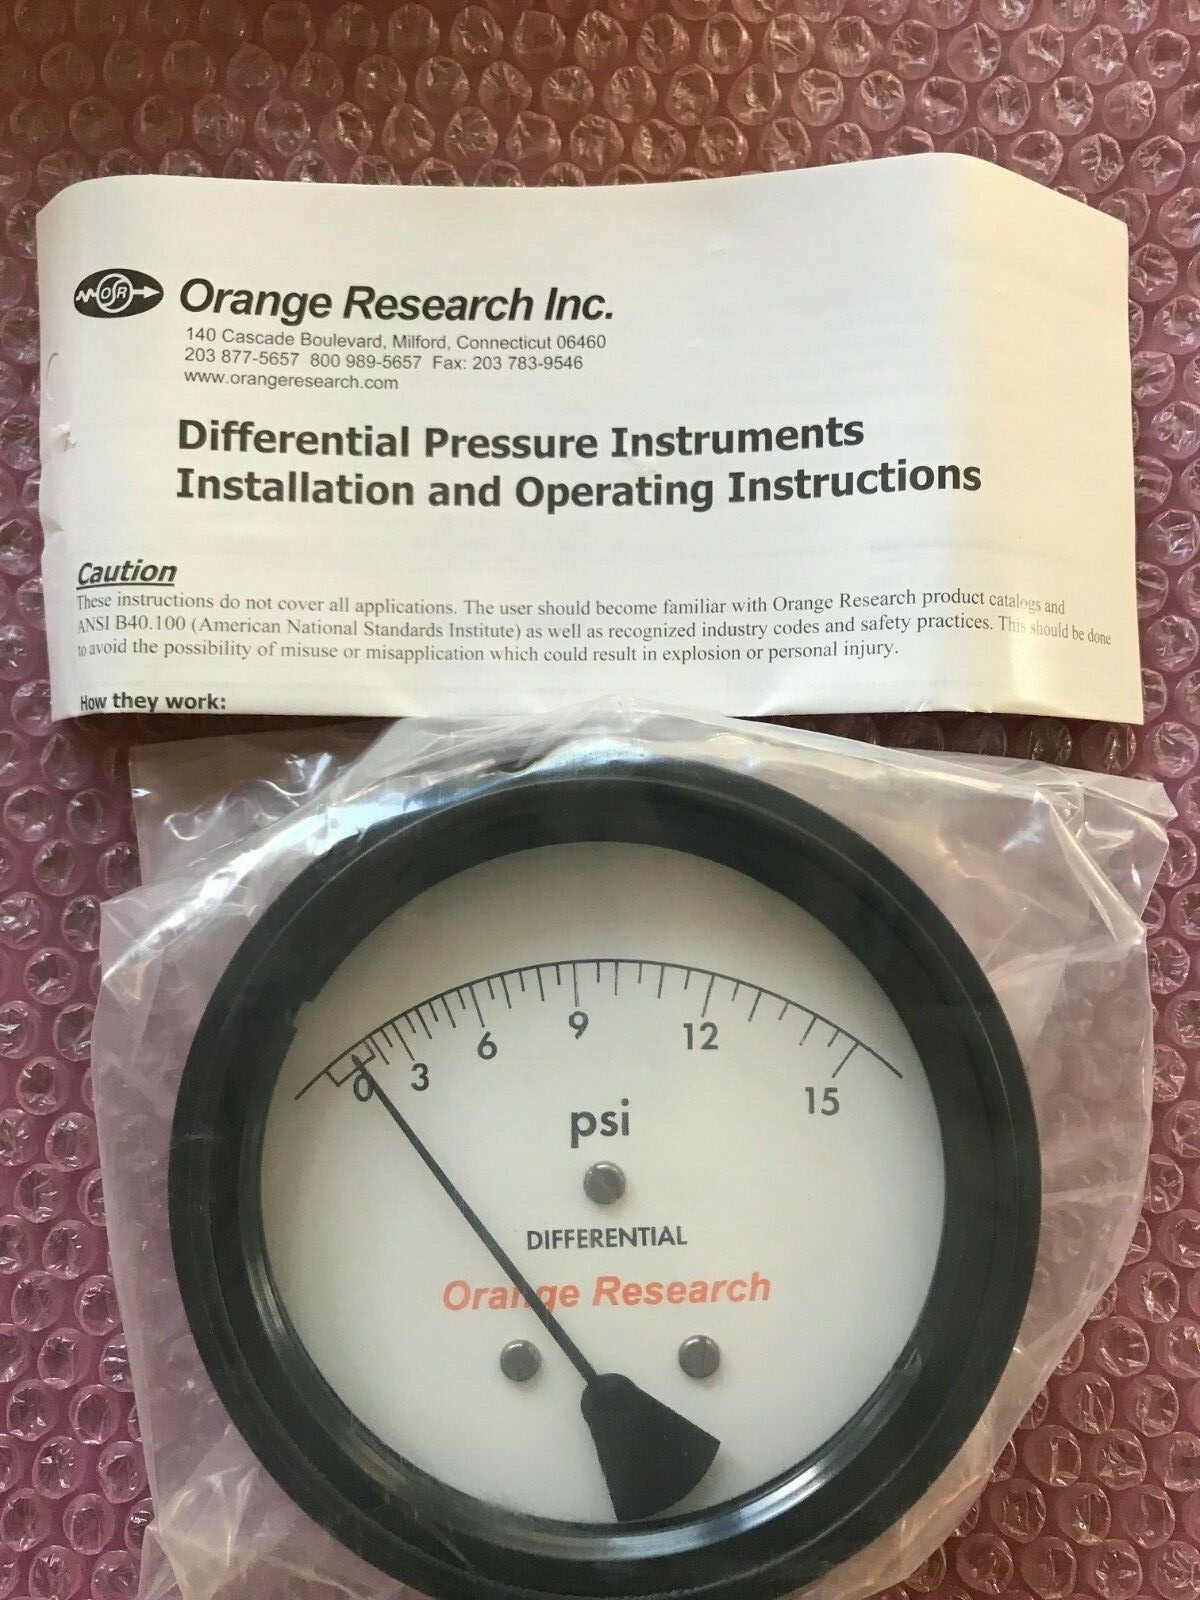 OSR
Orange Research Inc.
140 Cascade Boulevard, Milford, Connecticut 06460
203 877-5657 800 989-5657 Fax: 203 783-9546
www.orangeresearch.com
Differential Pressure Instruments
Installation and Operating Instructions
Caution
These instructions do not cover all applications. The user should become familiar with Orange Research product catalogs and
ANSI B40.100 (American National Standards Institute) as well as recognized industry codes and safety practices. This should be done
to avoid the possibility of misuse or misapplication which could result in explosion or personal injury.
How they work:
0 3 6 9 12 15
psi
DIFFERENTIAL
Orange Research